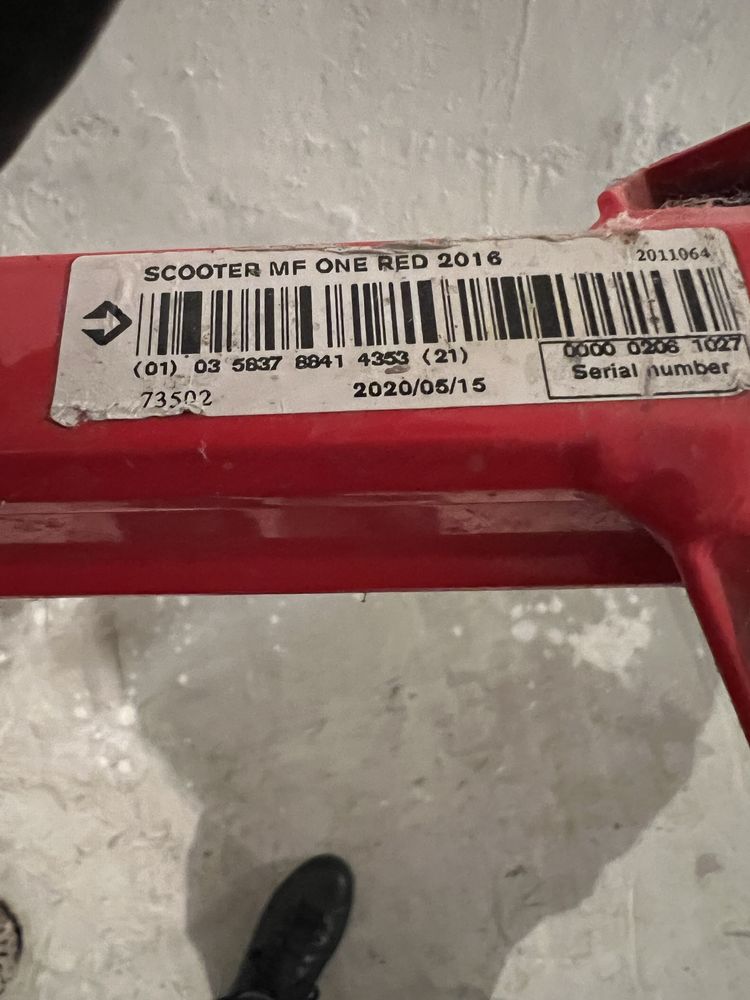 SCOOTER MF ONE RED 2016
2011064
(01) 03 5837 8841 4353 (21)
0000 0206 1027
Serial number
73502
2020/05/15